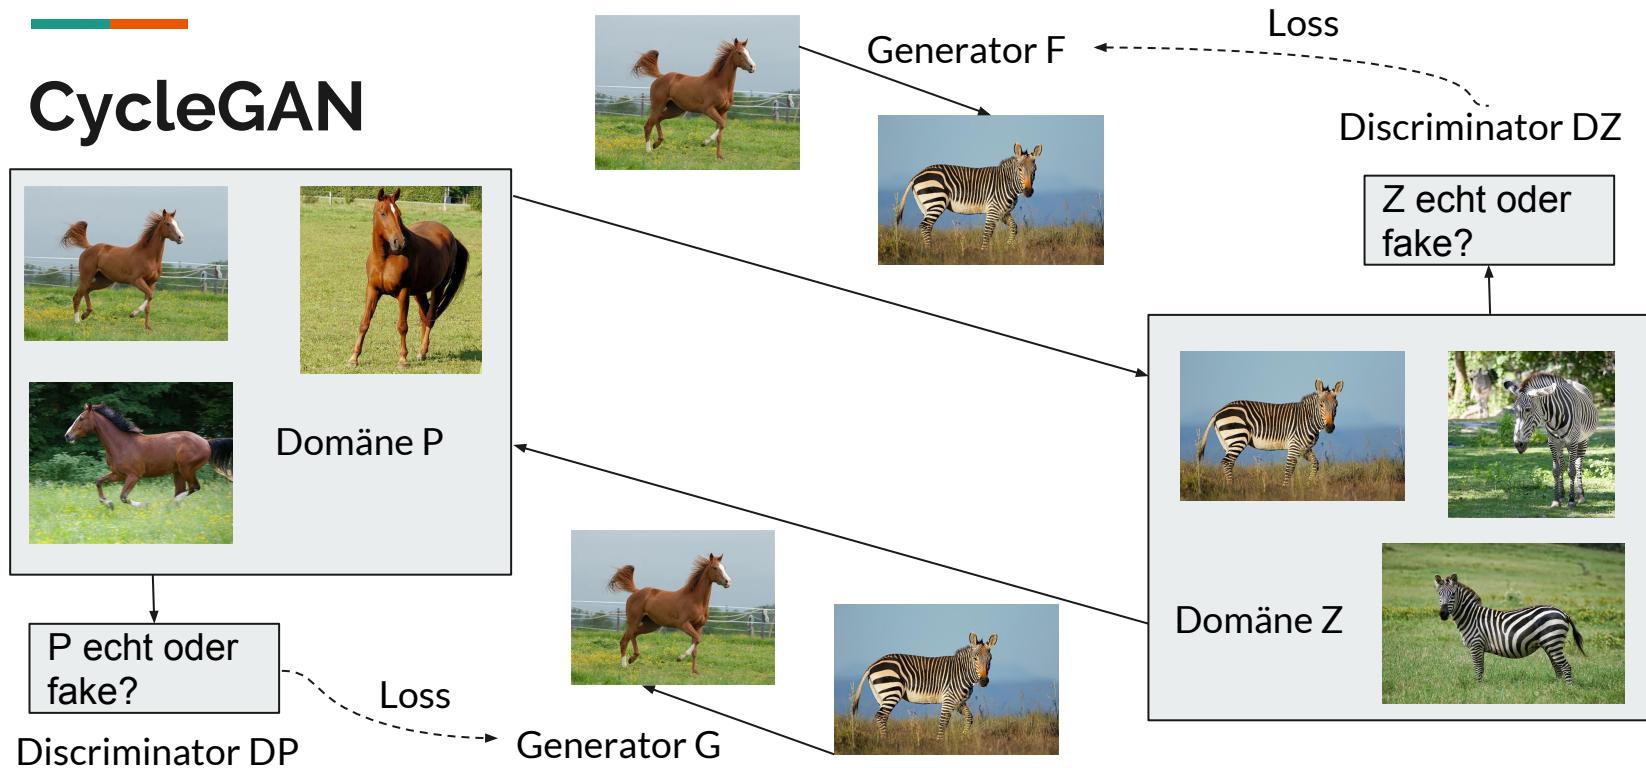 CycleGAN
Generator F
Loss
Discriminator DZ
Z echt oder
fake?
Domäne P
Domäne Z
P echt oder
fake?
Loss
Discriminator DP
Generator G